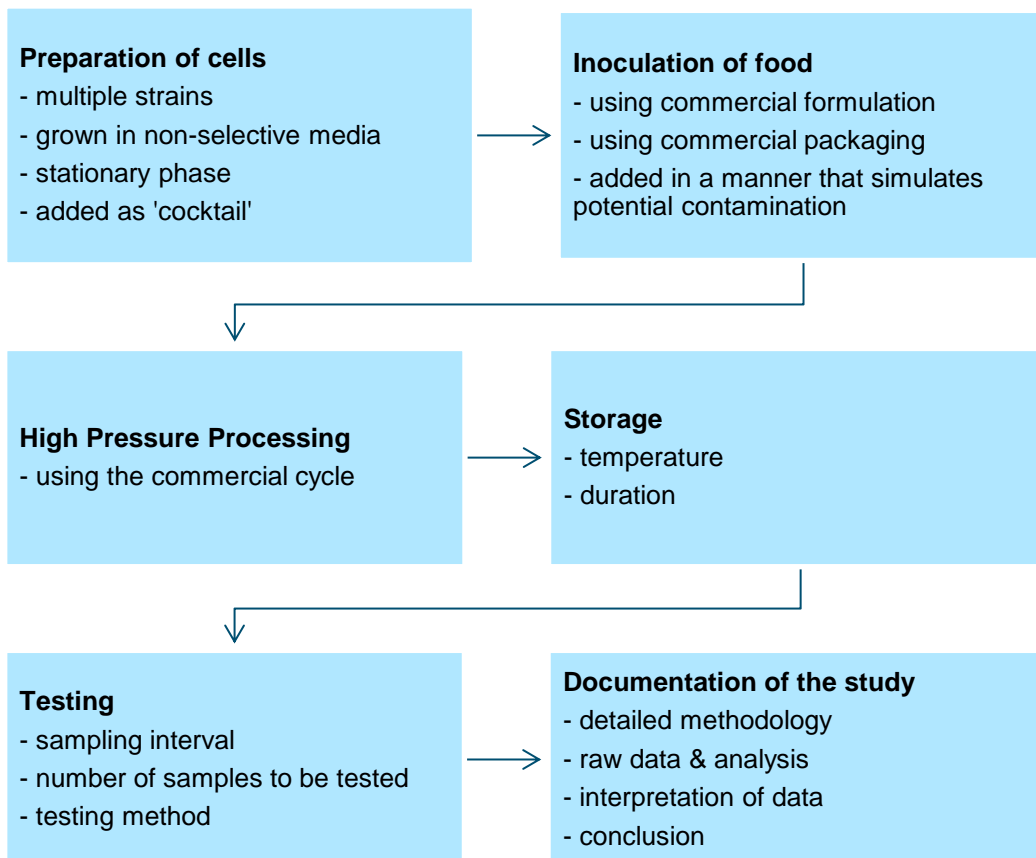 Preparation of cells
- multiple strains
- grown in non-selective media
- stationary phase
- added as 'cocktail'
Inoculation of food
- using commercial formulation
- using commercial packaging
- added in a manner that simulates
potential contamination
High Pressure Processing
- using the commercial cycle
Storage
- temperature
- duration
Testing
- sampling interval
- number of samples to be tested
- testing method
Documentation of the study
- detailed methodology
- raw data & analysis
- interpretation of data
- conclusion